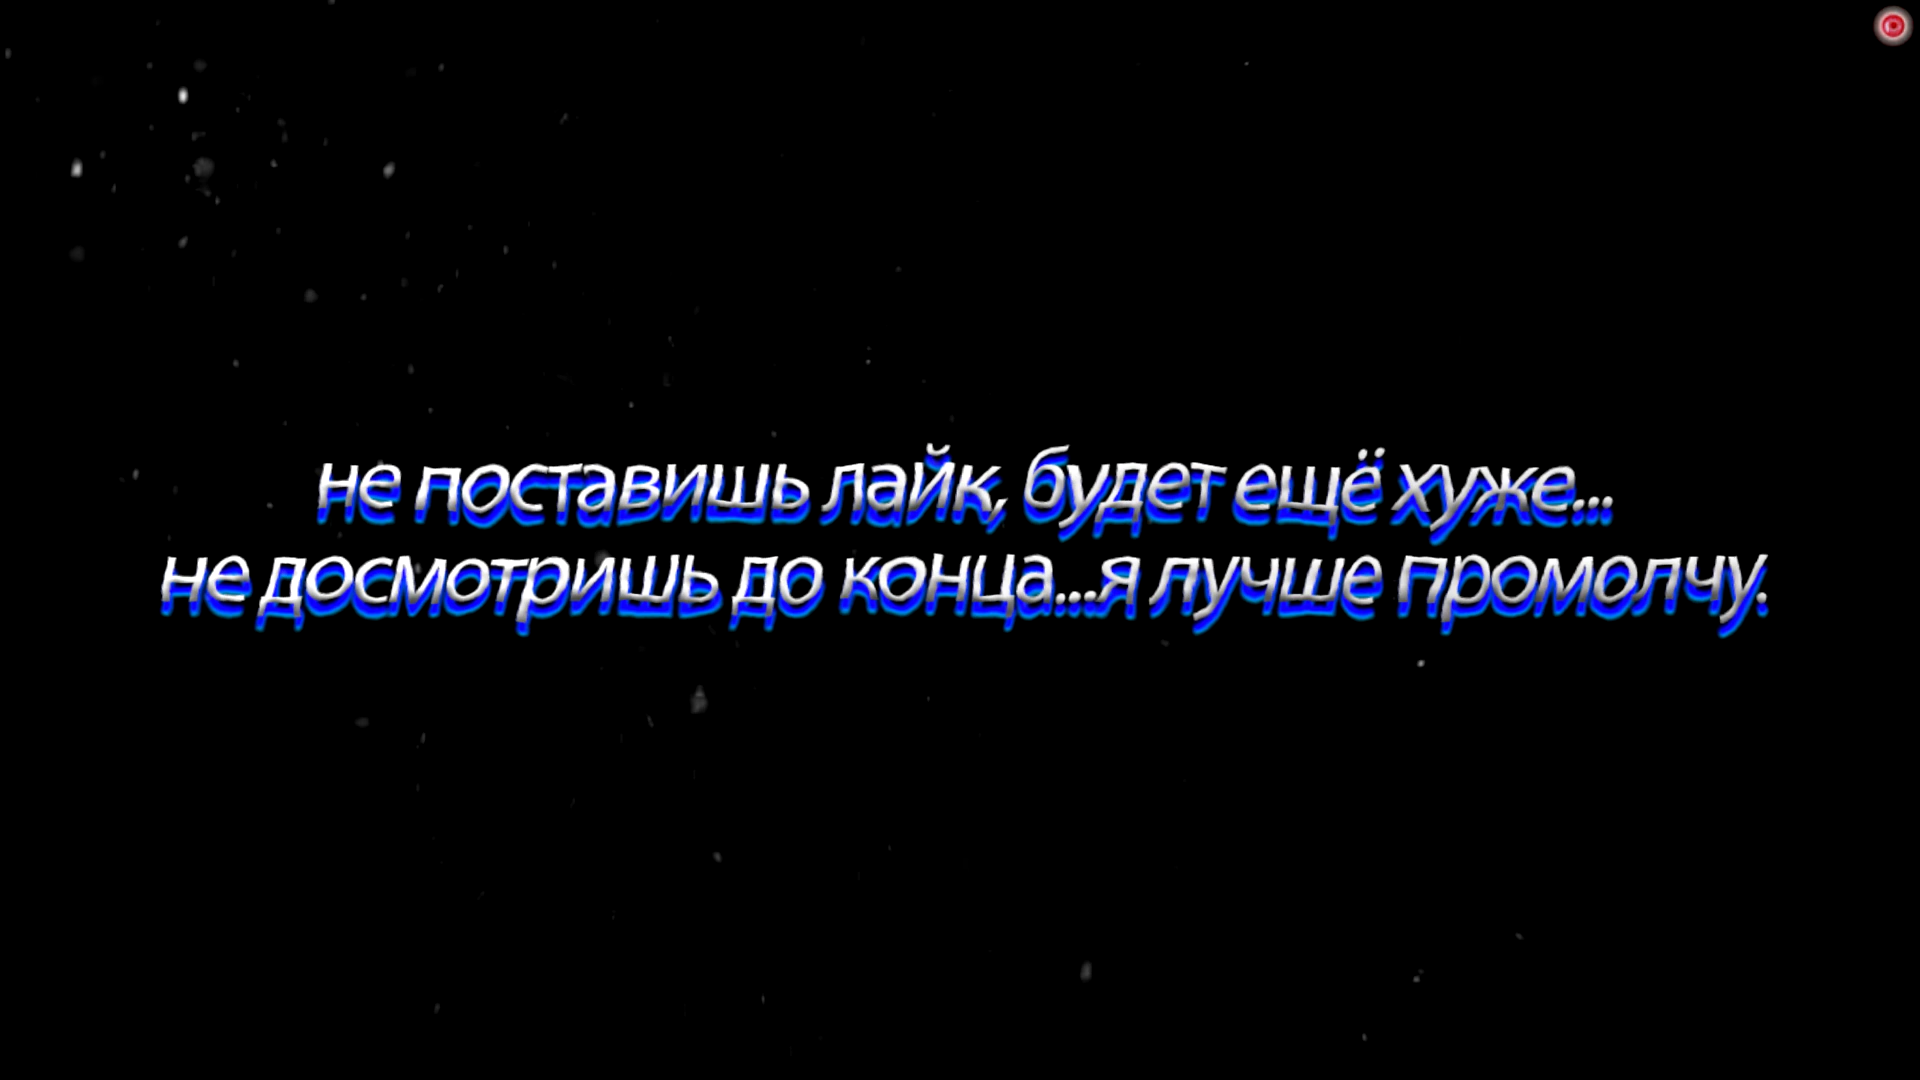 не поставишь лайк, будет ещё хуже...
не досмотришь до конца...я лучше промолчу.